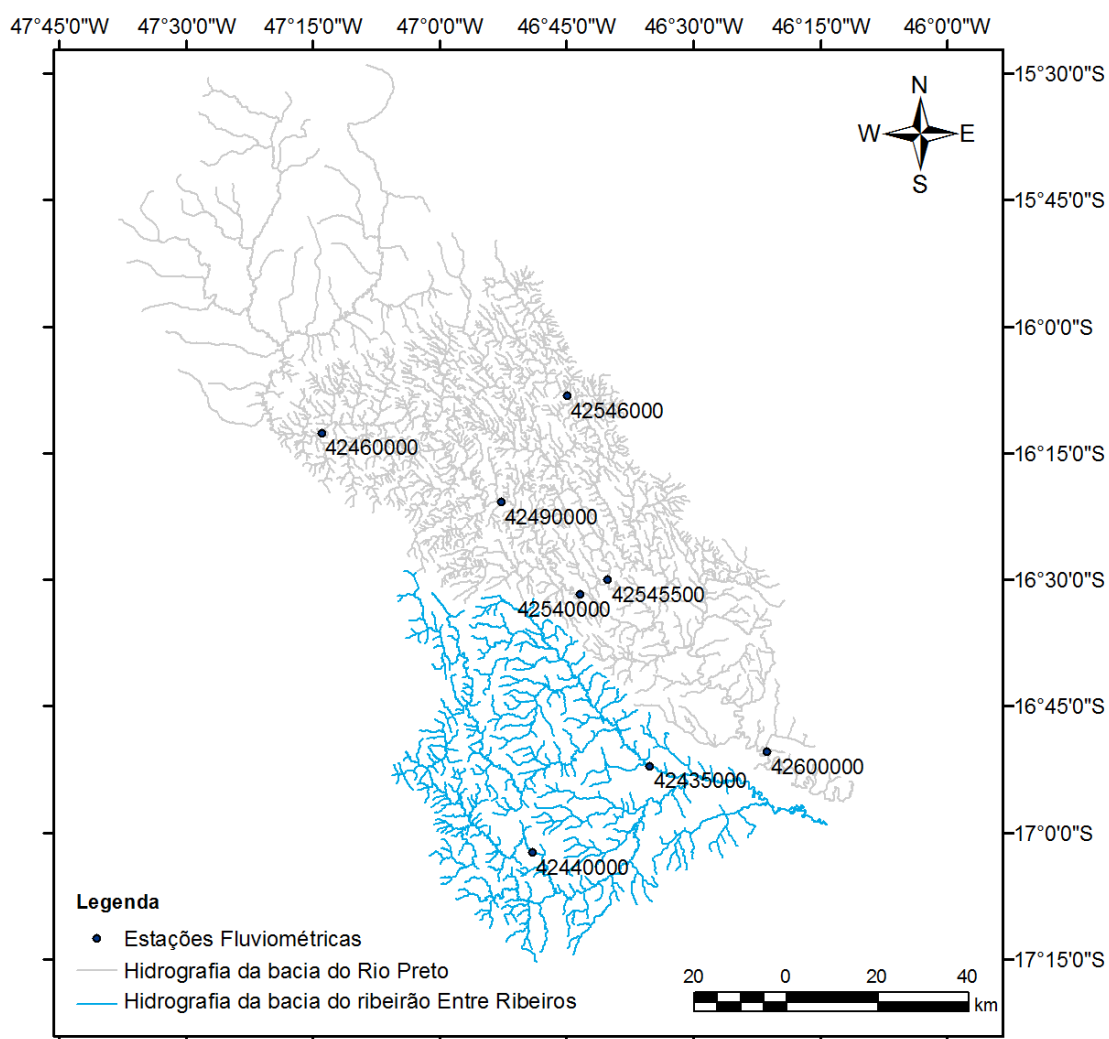 47°45'0"W 47°30'0"W 47°15'0"W 47°0'0"W 46°45'0"W 46°30'0"W 46°15'0"W 46°0'0"W
15°30'0"S
N
W E
S
15°45'0"S
16°0'0"S
42546000
42460000
16°15'0"S
42490000
16°30'0"S
42545500
42540000
16°45'0"S
42600000
42435000
17°0'0"S
42440000
Legenda
Estações Fluviométricas
17°15'0"S
Hidrografia da bacia do Rio Preto
Hidrografia da bacia do ribeirão Entre Ribeiros
20 0 20 40
km